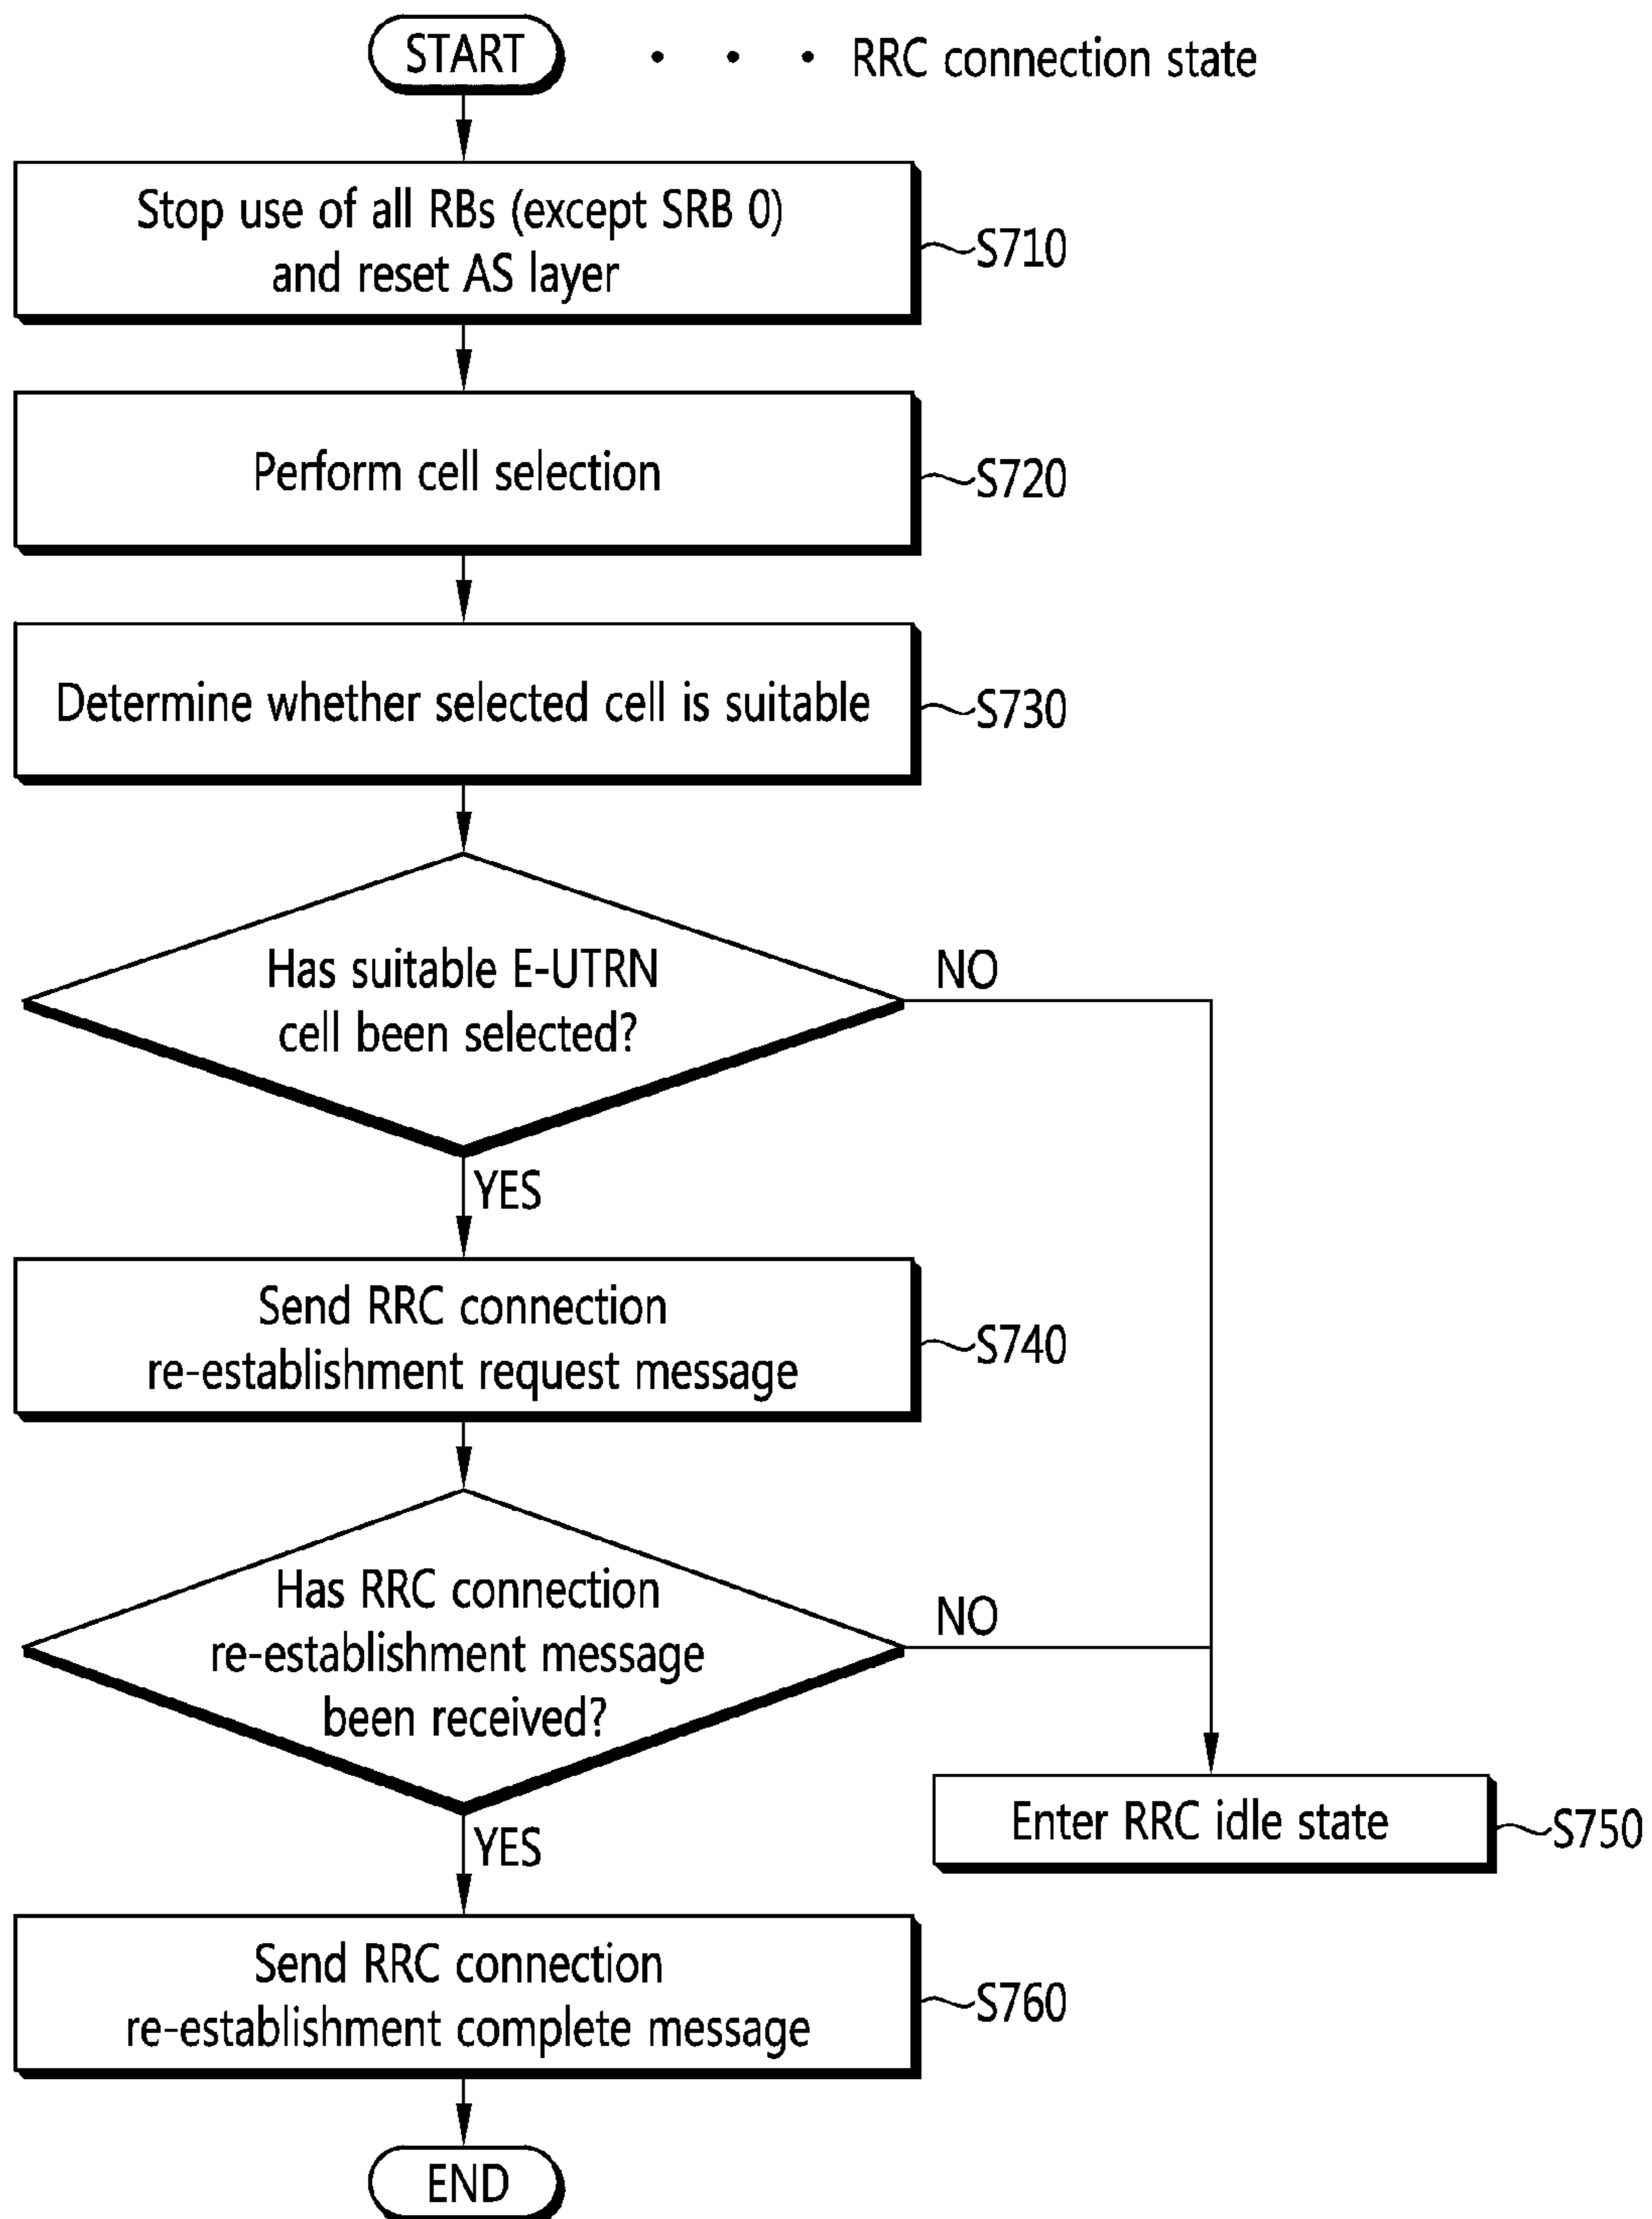 START
• • • RRC connection state
Stop use of all RBs (except SRB 0)
and reset AS layer
S710
Perform cell selection
S720
Determine whether selected cell is suitable
S730
Has suitable E-UTRN
cell been selected?
NO
YES
Send RRC connection
re-establishment request message
S740
Has RRC connection
re-establishment message
been received?
NO
YES
Enter RRC idle state
S750
Send RRC connection
re-establishment complete message
S760
END